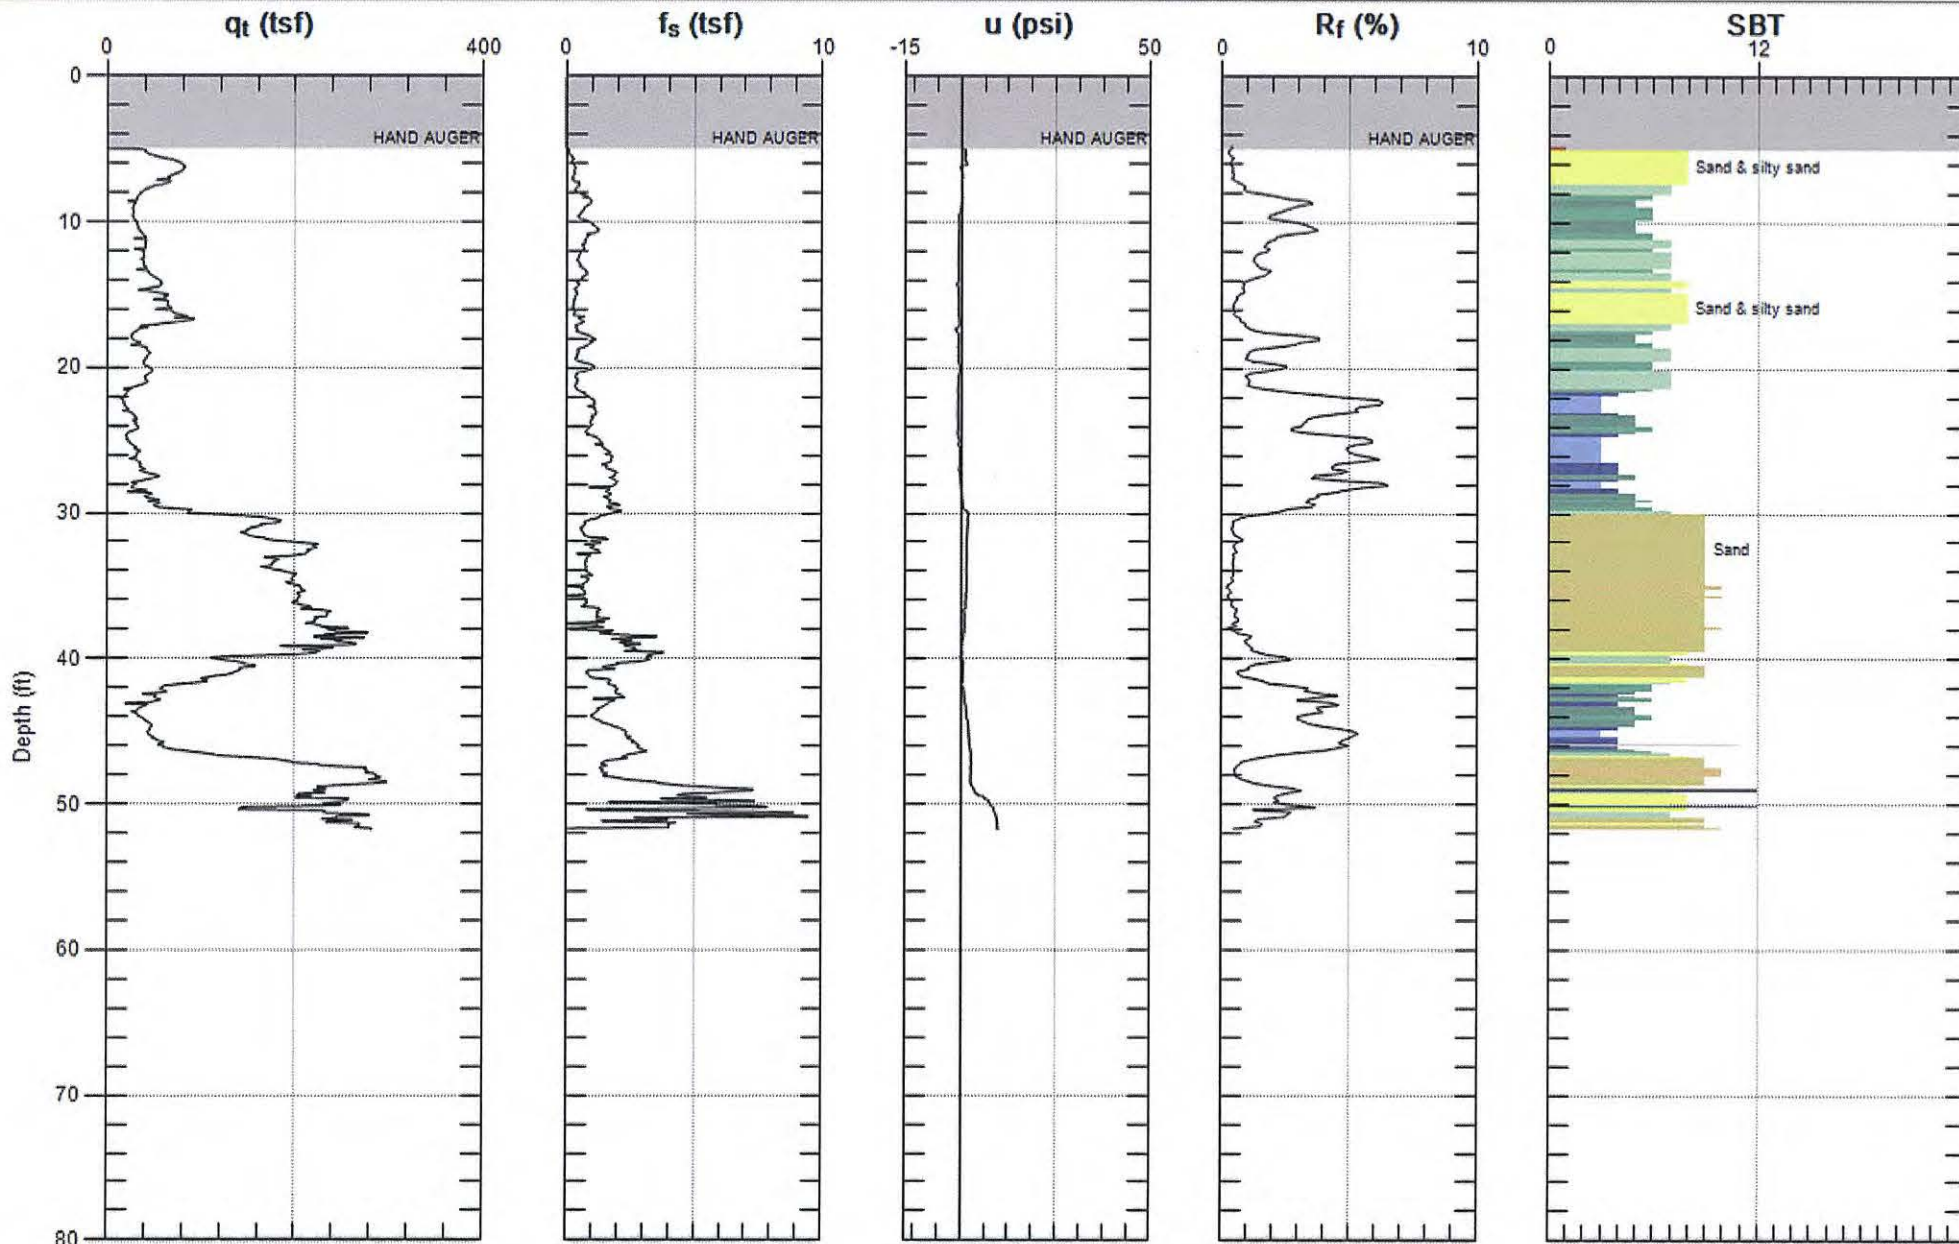 qt (tsf)
fs (tsf)
u (psi)
Rf (%)
SBT
0 400
0 10
-15 50
0 10
0 12
0
HAND AUGER
HAND AUGER
HAND AUGER
HAND AUGER
Sand & silty sand
10
Sand & silty sand
20
30
Sand
40
Depth (ft)
50
60
70
80